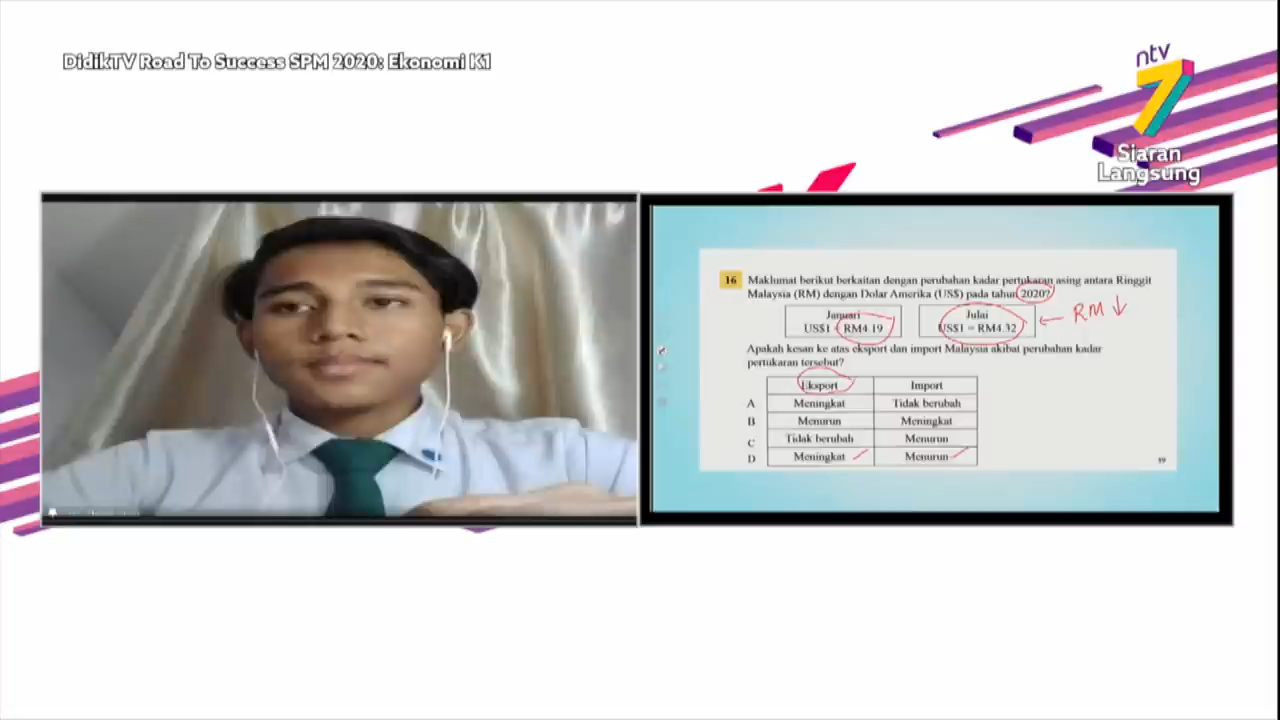 DidikTV Road To Success SPM 2020: Ekonomi K1
ntv
7
Siaran
Langsung
16 Maklumat berikut berkaitan dengan perubahan kadar pertukaran asing antara Ringgit
Malaysia (RM) dengan Dolar Amerika (US$) pada tahun 2020?
Januari
US$1 = RM4.19
Julai
US$1 = RM4.32
← RM ↓
Apakah kesan ke atas eksport dan import Malaysia akibat perubahan kadar
pertukaran tersebut?
Eksport Import
A Meningkat Tidak berubah
B Menurun Meningkat
C Tidak berubah Menurun
D Meningkat Menurun